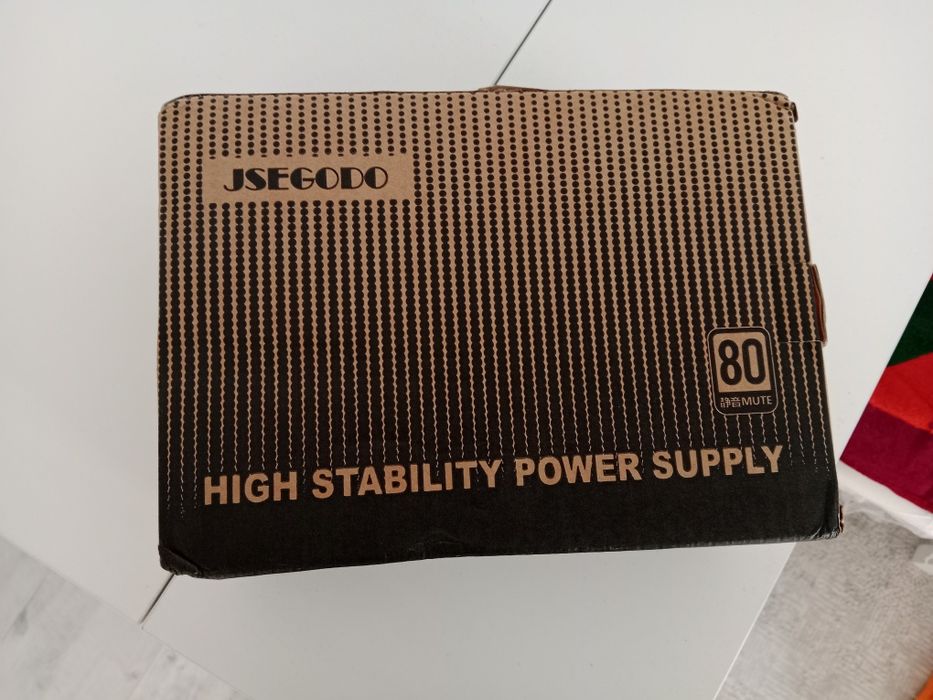 JSEGODO
80
静音MUTE
HIGH STABILITY POWER SUPPLY